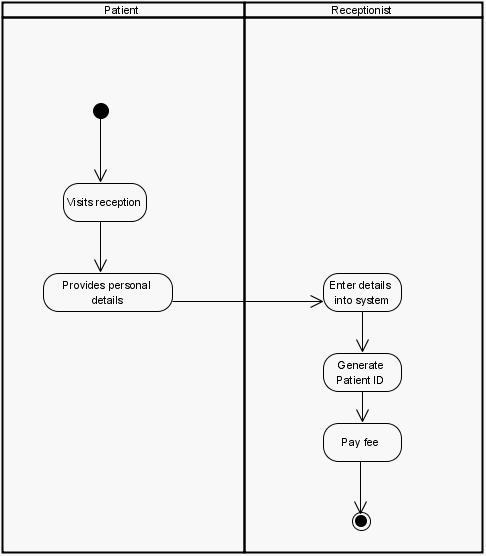 Patient
Receptionist
Visits reception
Provides personal
details
Enter details
into system
Generate
Patient ID
Pay fee